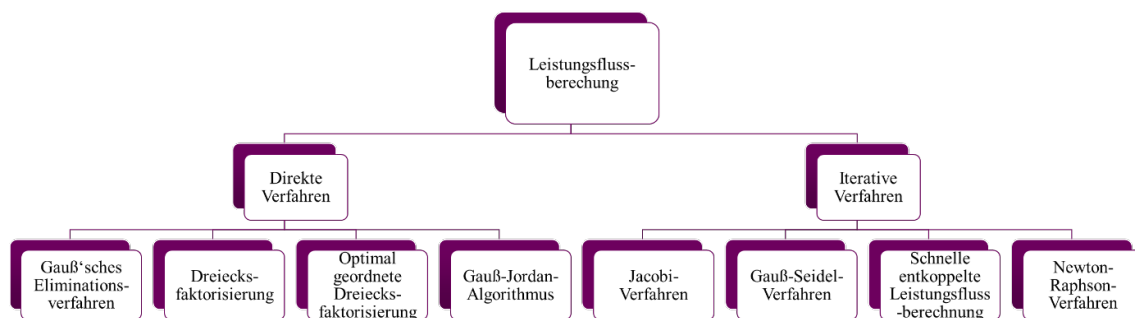 Leistungsfluss-
berechung
Direkte
Verfahren
Iterative
Verfahren
Gauß‘sches
Eliminations-
verfahren
Dreiecks-
faktorisierung
Optimal
geordnete
Dreiecks-
faktorisierung
Gauß-Jordan-
Algorithmus
Jacobi-
Verfahren
Gauß-Seidel-
Verfahren
Schnelle
entkoppelte
Leistungsfluss
-berechnung
Newton-
Raphson-
Verfahren